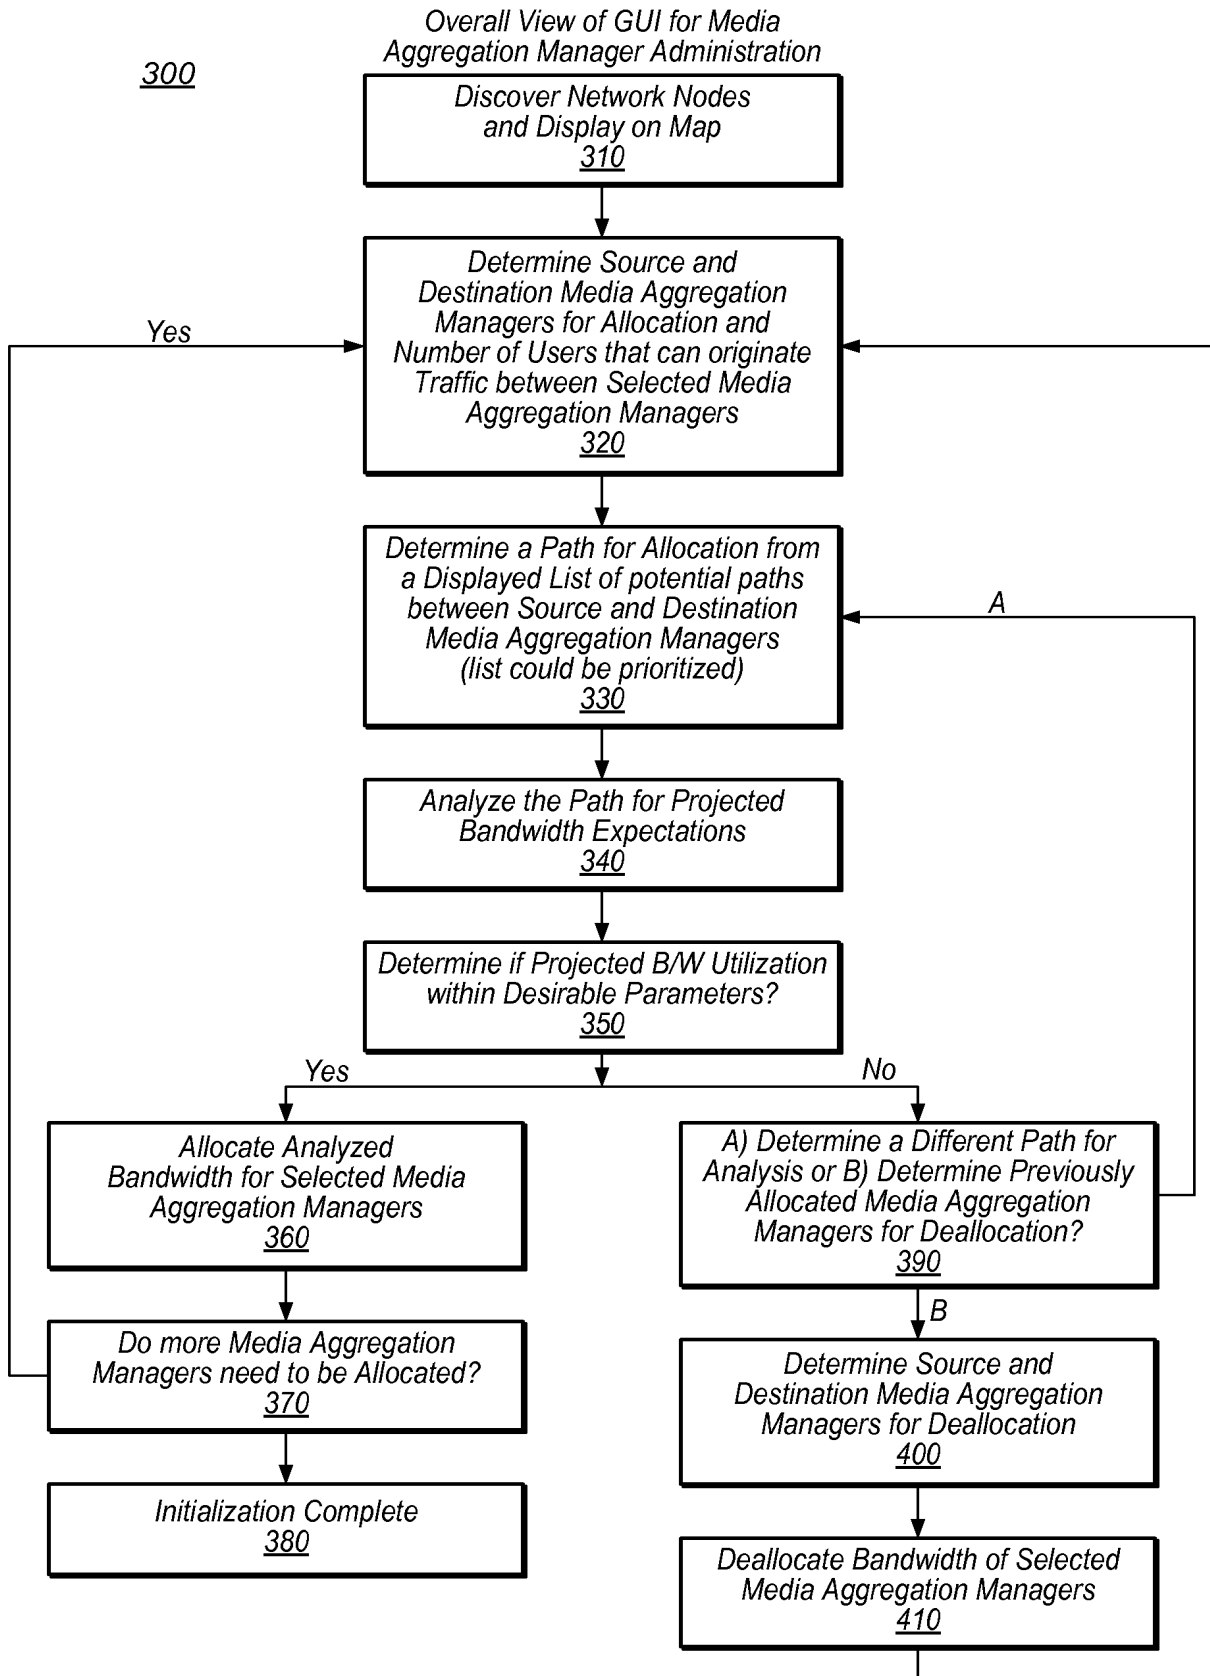 Overall View of GUI for Media
Aggregation Manager Administration
300
Discover Network Nodes
and Display on Map
310
Determine Source and
Destination Media Aggregation
Managers for Allocation and
Number of Users that can originate
Traffic between Selected Media
Aggregation Managers
320
Yes
Determine a Path for Allocation from
a Displayed List of potential paths
between Source and Destination
Media Aggregation Managers
(list could be prioritized)
330
A
Analyze the Path for Projected
Bandwidth Expectations
340
Determine if Projected B/W Utilization
within Desirable Parameters?
350
Yes
No
Allocate Analyzed
Bandwidth for Selected Media
Aggregation Managers
360
A) Determine a Different Path for
Analysis or B) Determine Previously
Allocated Media Aggregation
Managers for Deallocation?
390
B
Do more Media Aggregation
Managers need to be Allocated?
370
Determine Source and
Destination Media Aggregation
Managers for Deallocation
400
Initialization Complete
380
Deallocate Bandwidth of Selected
Media Aggregation Managers
410